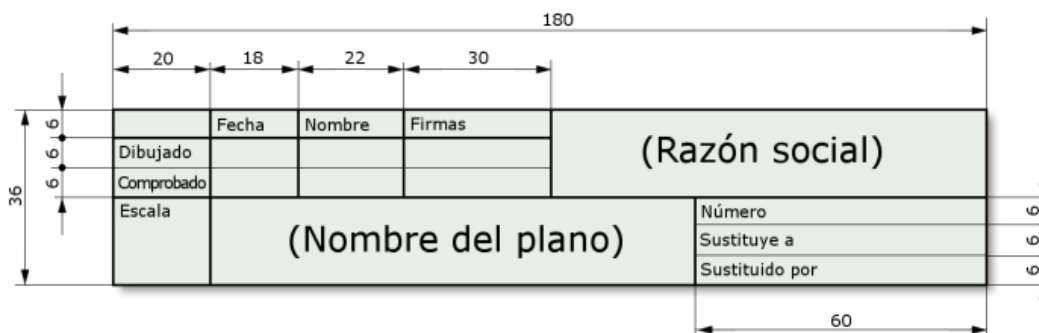 180
20 18 22 30
6 Fecha Nombre Firmas (Razón social)
6 Dibujado
6 Comprobado
36
Escala (Nombre del plano) Número 6
Sustituye a 6
Sustituido por 6
60